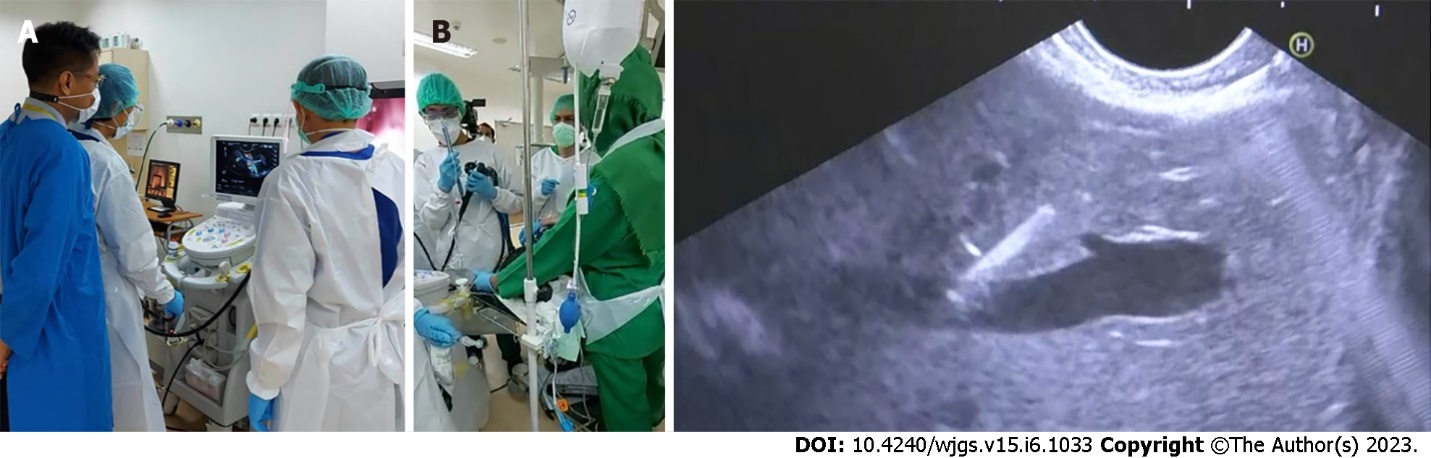 A
B
H
DOI: 10.4240/wjgs.v15.i6.1033 Copyright ©The Author(s) 2023.